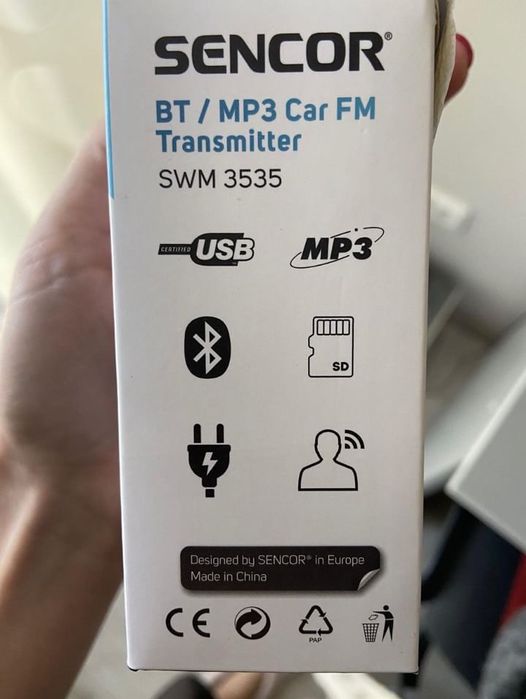 SENCOR®
BT / MP3 Car FM
Transmitter
SWM 3535
CERTIFIED USB
MP3
SD
Designed by SENCOR® in Europe
Made in China
CE
PAP